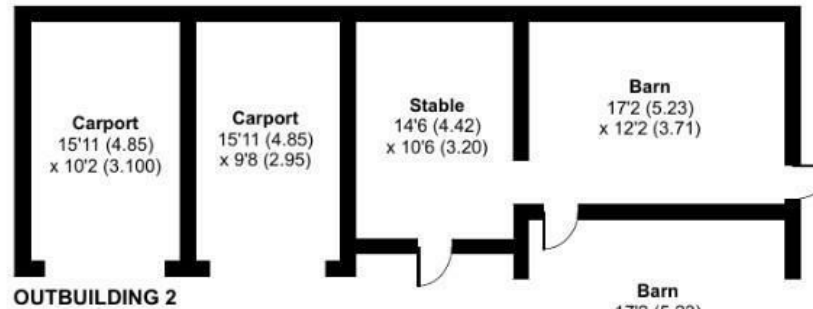 Carport
15'11 (4.85)
x 10'2 (3.100)
Carport
15'11 (4.85)
x 9'8 (2.95)
Stable
14'6 (4.42)
x 10'6 (3.20)
Barn
17'2 (5.23)
x 12'2 (3.71)
OUTBUILDING 2
Barn